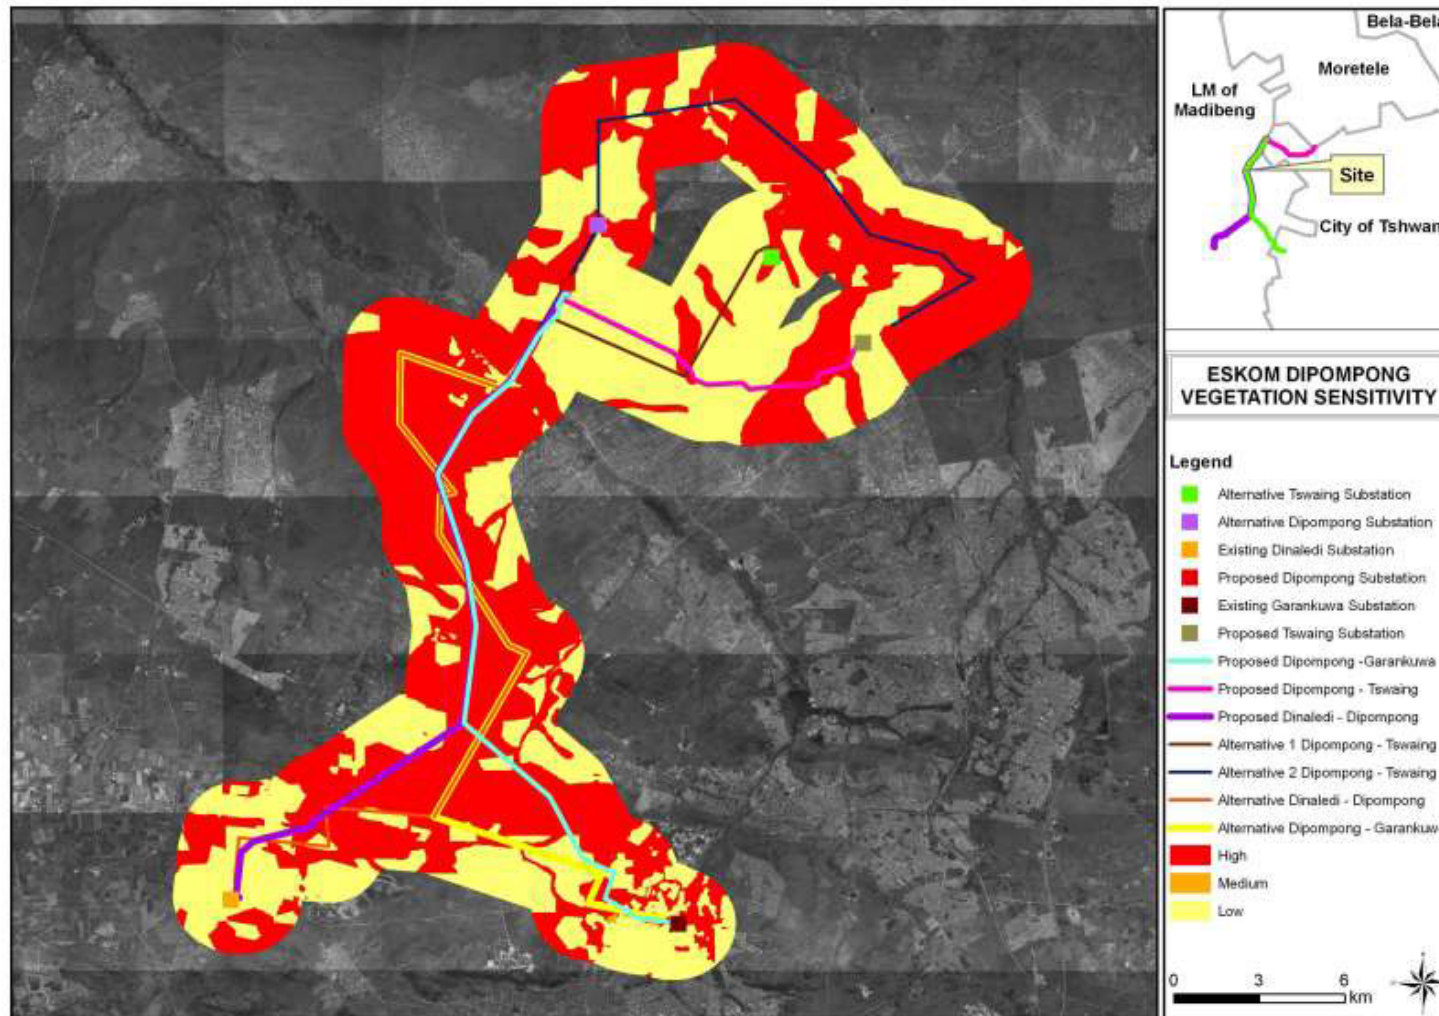 Bela-Bela
Moretele
LM of
Madibeng
Site
City of Tshwan
ESKOM DIPOMPONG
VEGETATION SENSITIVITY
Legend
Alternative Tswaing Substation
Alternative Dipompong Substation
Existing Dinaledi Substation
Proposed Dipompong Substation
Existing Garankuwa Substation
Proposed Tswaing Substation
Proposed Dipompong -Garankuwa
Proposed Dipompong - Tswaing
Proposed Dinaledi - Dipompong
Alternative 1 Dipompong - Tswaing
Alternative 2 Dipompong - Tswaing
Alternative Dinaledi - Dipompong
Alternative Dipompong - Garankuw
High
Medium
Low
0 3 6
km